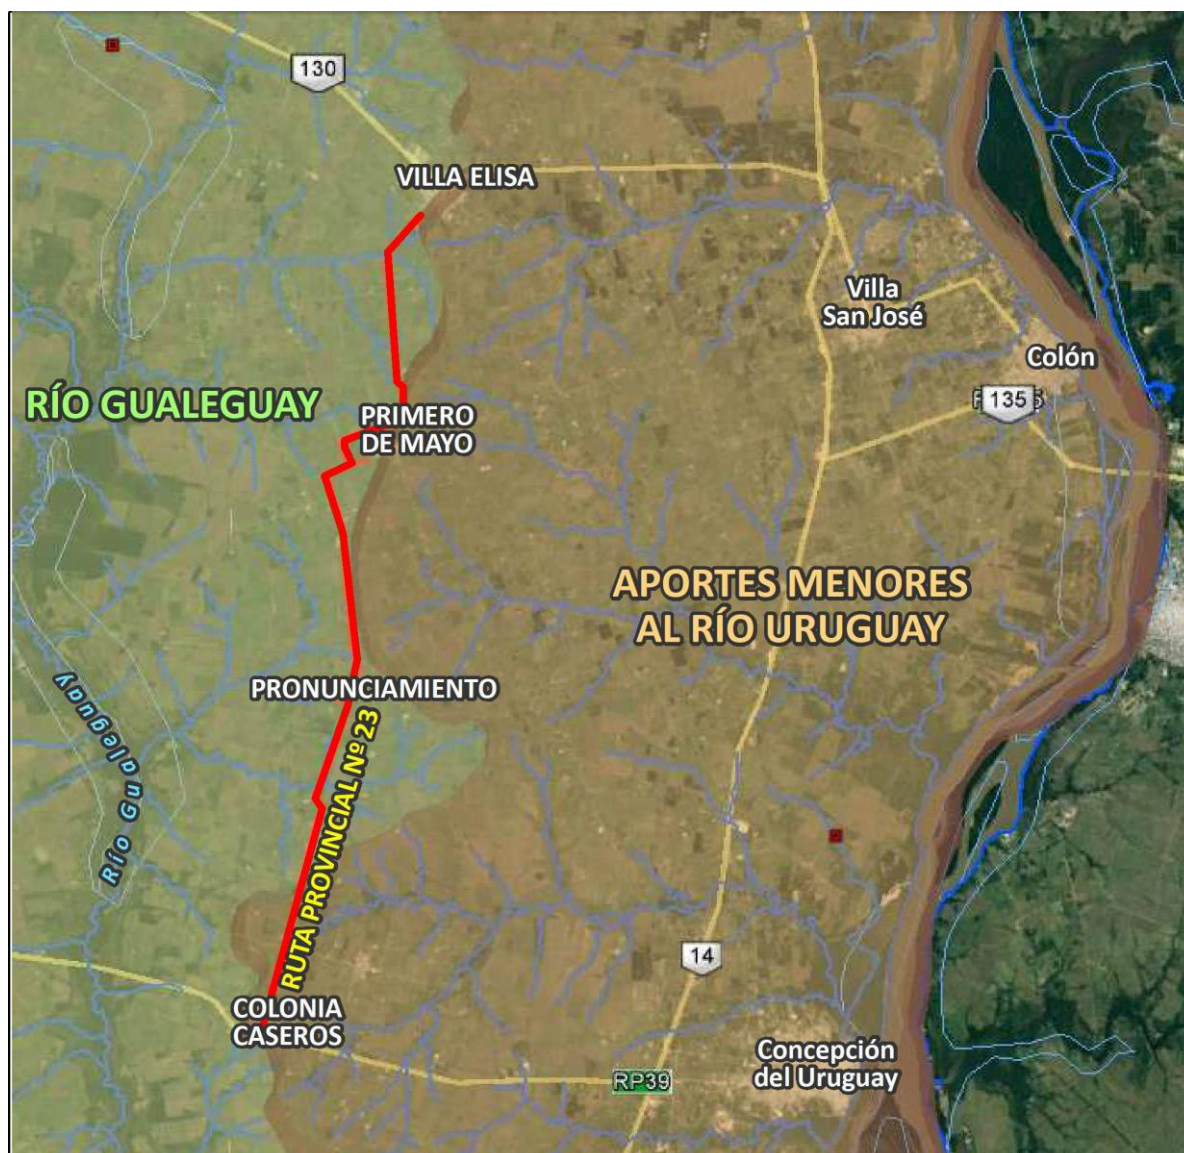 130
VILLA ELISA
Villa
San José
Colón
RÍO GUALEGUAY
135
PRIMERO
DE MAYO
APORTES MENORES
AL RÍO URUGUAY
PRONUNCIAMIENTO
Río Gualeguay
RUTA PROVINCIAL Nº 23
14
COLONIA
CASEROS
Concepción
del Uruguay
RP39